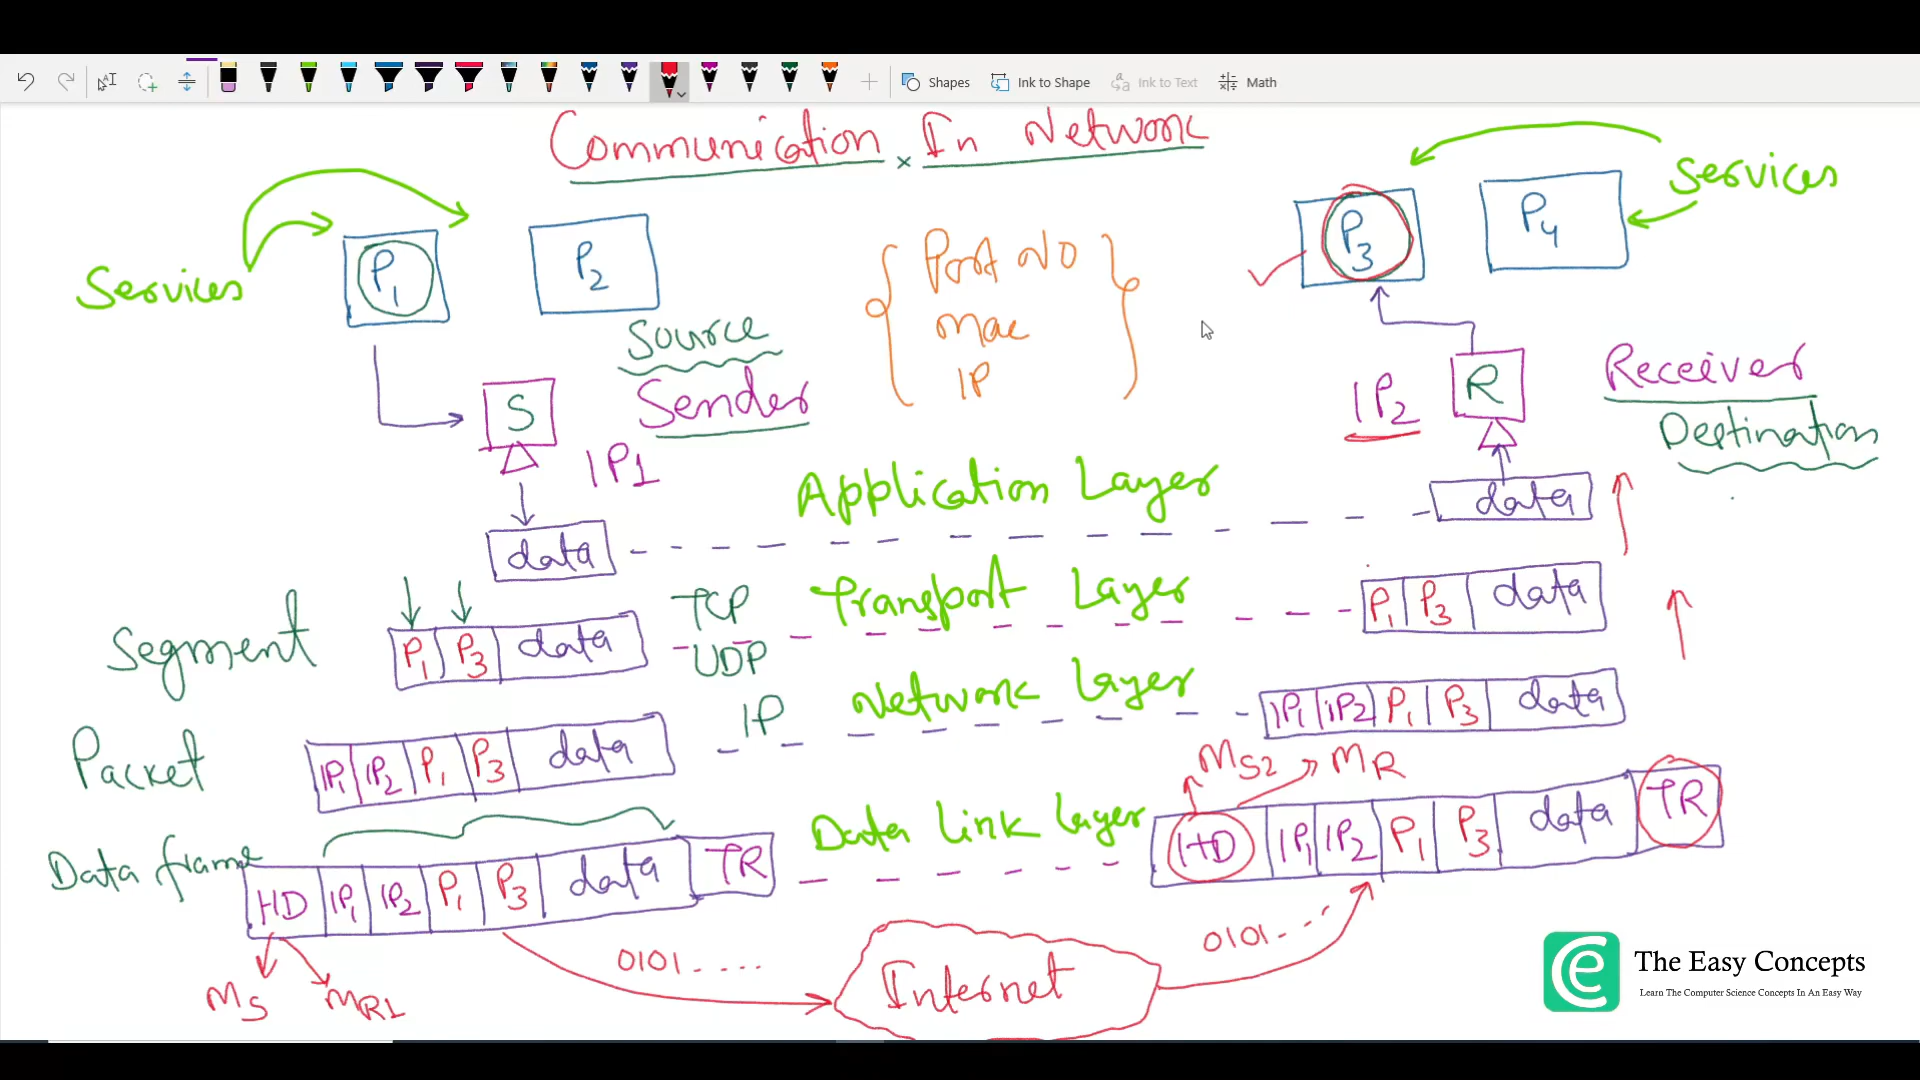 Shapes
Ink to Shape
Ink to Text
Math
Communication In Network
Services
Services
P1
P2
P3
P4
Port No
Mac
IP
Source
Sender
S
IP1
R
IP2
Receiver
Destination
Application Layer
data
data
Segment
P1 P3 data
TCP
UDP
Transport Layer
P1 P3 data
Packet
IP1 IP2 P1 P3 data
IP
Network Layer
IP1 IP2 P1 P3 data
MS2
MR
Data frame
HD IP1 IP2 P1 P3 data TR
Data Link Layer
HD IP1 IP2 P1 P3 data TR
MS
MR1
0101 ....
Internet
0101 ....
The Easy Concepts
Learn The Computer Science Concepts In An Easy Way